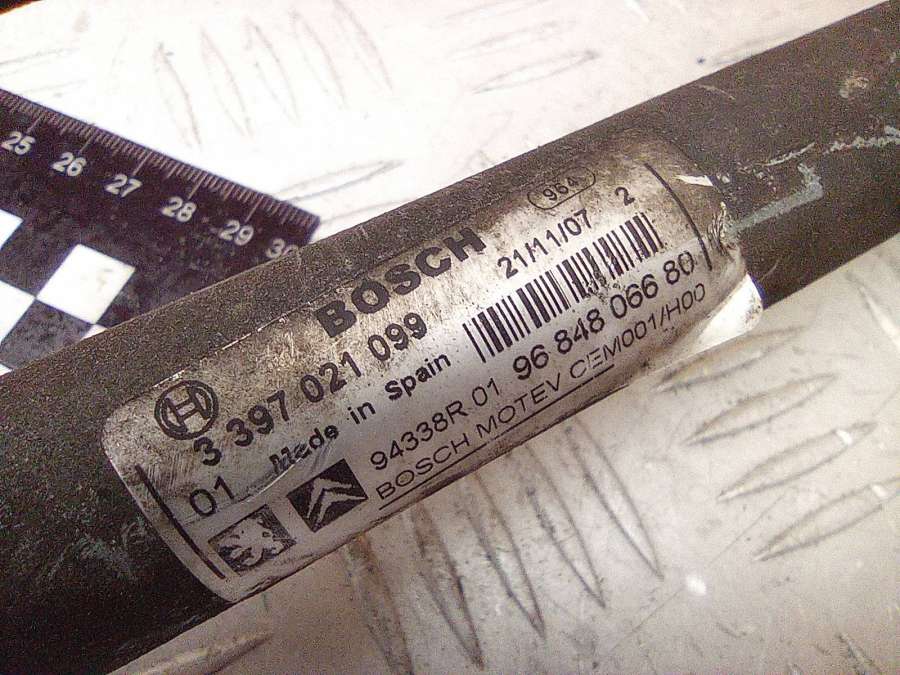 25 26 27 28 29 30
964
BOSCH 21/11/07 2
3 397 021 099
01 Made in Spain 96 848 066 80
94338R 01
BOSCH MOTEV CEM001/H00